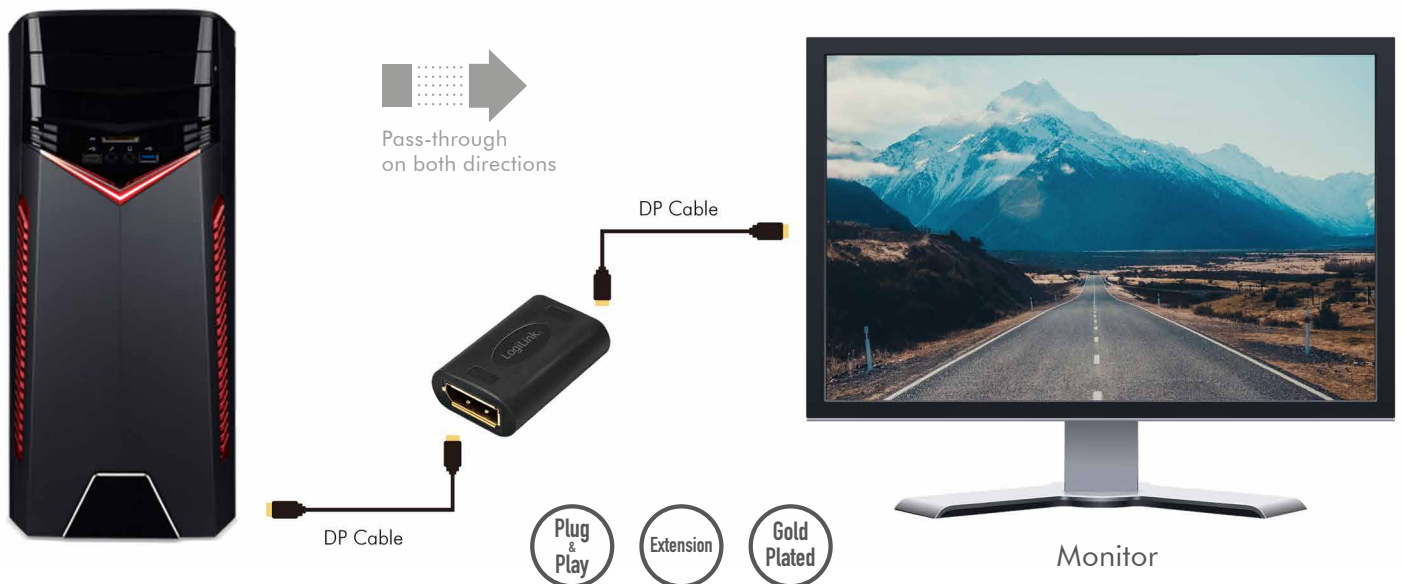 Pass-through
on both directions
DP Cable
LogiLink
DP Cable
Plug
&
Play
Extension
Gold
Plated
Monitor